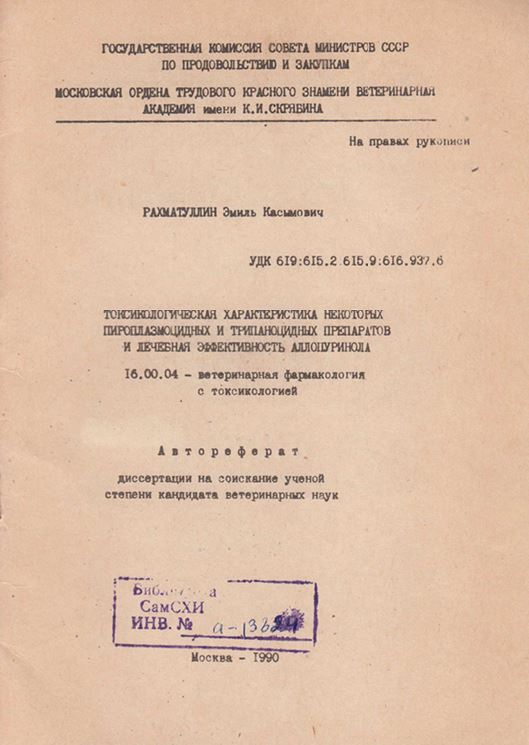 ГОСУДАРСТВЕННАЯ КОМИССИЯ СОВЕТА МИНИСТРОВ СССР
ПО ПРОДОВОЛЬСТВИЮ И ЗАКУПКАМ
МОСКОВСКАЯ ОРДЕНА ТРУДОВОГО КРАСНОГО ЗНАМЕНИ ВЕТЕРИНАРНАЯ
АКАДЕМИЯ имени К.И.СКРЯБИНА
На правах рукописи
РАХМАТУЛЛИН Эмиль Касымович
УДК 619:615.2.615.9:616.937.6
ТОКСИКОЛОГИЧЕСКАЯ ХАРАКТЕРИСТИКА НЕКОТОРЫХ
ПИРОПЛАЗМОЦИДНЫХ И ТРИПАНОЦИДНЫХ ПРЕПАРАТОВ
И ЛЕЧЕБНАЯ ЭФФЕКТИВНОСТЬ АЛЛОПУРИНОЛА
16.00.04 - ветеринарная фармакология
с токсикологией
Автореферат
диссертации на соискание ученой
степени кандидата ветеринарных наук
Библиотека
СамСХИ
ИНВ. №
Москва - 1990